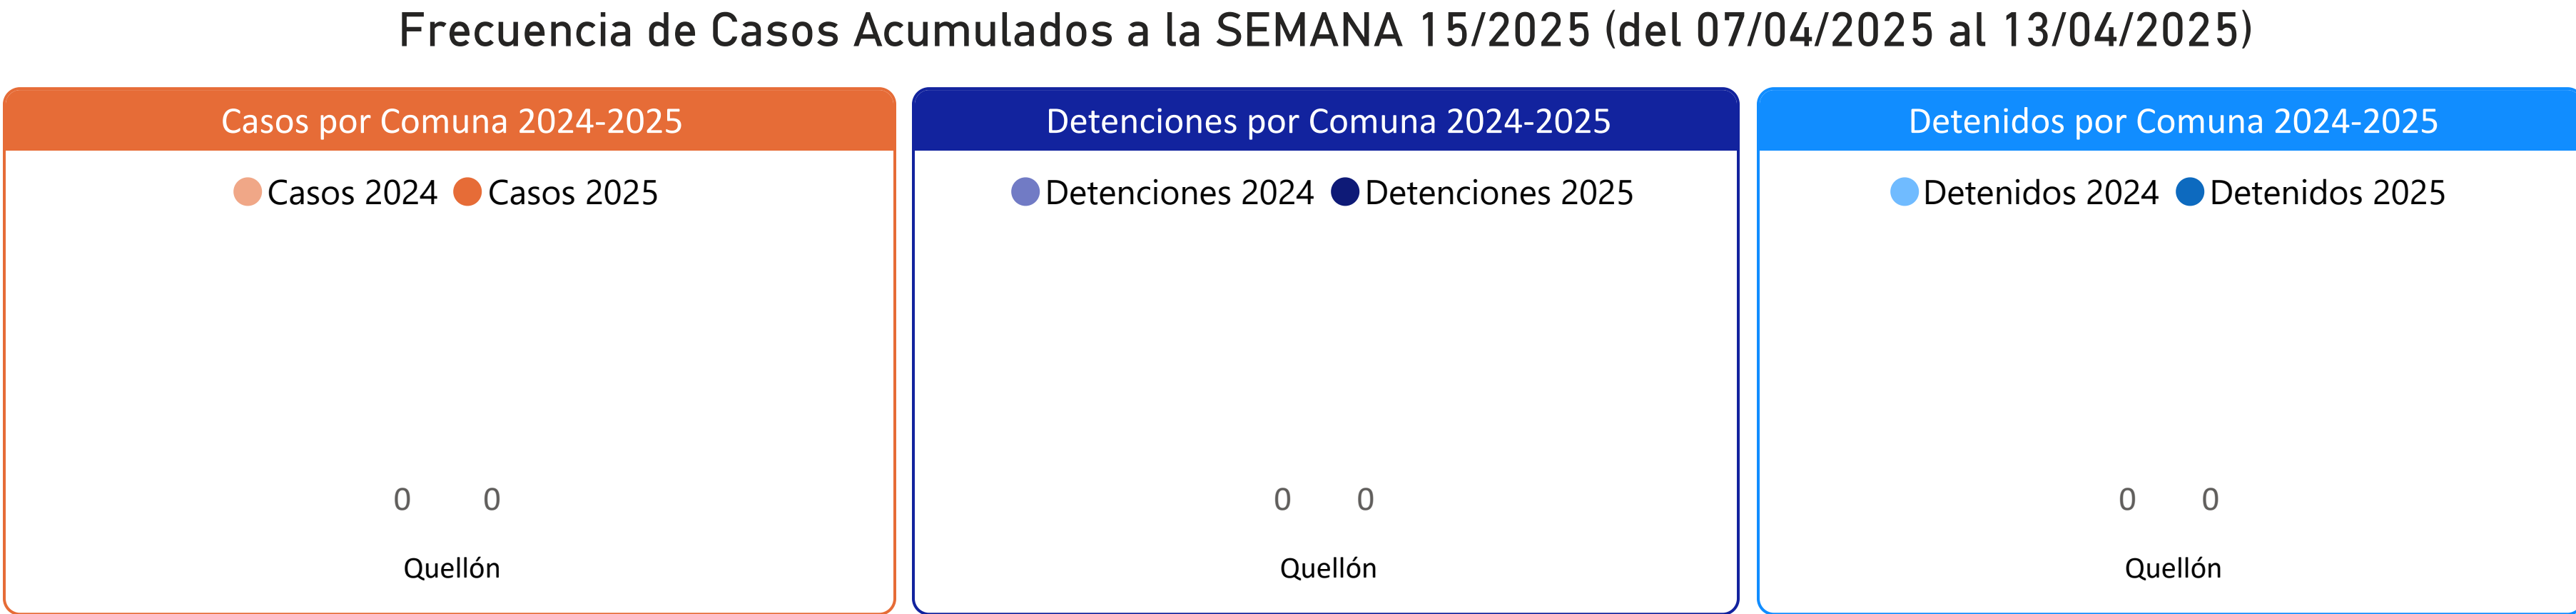 Frecuencia de Casos Acumulados a la SEMANA 15/2025 (del 07/04/2025 al 13/04/2025)
Casos por Comuna 2024-2025
Casos 2024 Casos 2025
0 0
Quellón
Detenciones por Comuna 2024-2025
Detenciones 2024 Detenciones 2025
0 0
Quellón
Detenidos por Comuna 2024-2025
Detenidos 2024 Detenidos 2025
0 0
Quellón